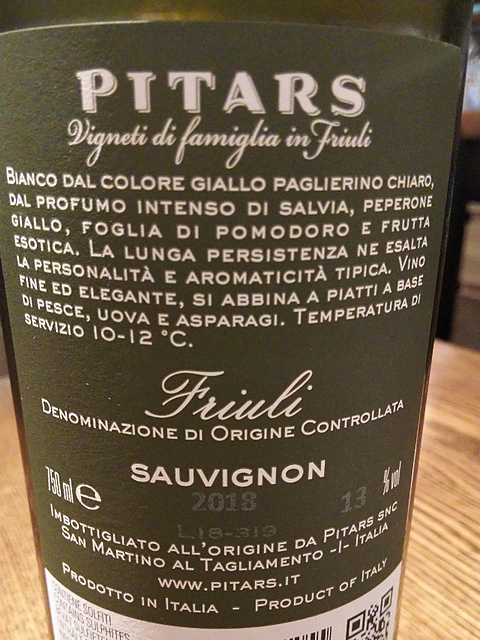 PITARS
Vigneti di famiglia in Friuli
BIANCO DAL COLORE GIALLO PAGLIERINO CHIARO,
DAL PROFUMO INTENSO DI SALVIA, PEPERONE
GIALLO, FOGLIA DI POMODORO E FRUTTA
ESOTICA. LA LUNGA PERSISTENZA NE ESALTA
LA PERSONALITÀ E AROMATICITÀ TIPICA. VINO
FINE ED ELEGANTE, SI ABBINA A PIATTI A BASE
DI PESCE, UOVA E ASPARAGI. TEMPERATURA DI
SERVIZIO 10-12 °C.
Friuli
DENOMINAZIONE DI ORIGINE CONTROLLATA
SAUVIGNON
750 ml e 2018 13 % vol
L18-319
IMBOTTIGLIATO ALL'ORIGINE DA PITARS SNC
SAN MARTINO AL TAGLIAMENTO -I- ITALIA
WWW.PITARS.IT
PRODOTTO IN ITALIA - PRODUCT OF ITALY
CONTIENE SOLFITI
CONTAINS SULPHITES